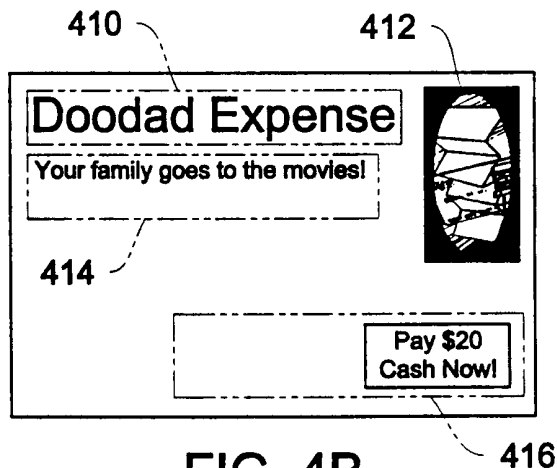 410
412
Doodad Expense
Your family goes to the movies!
414
Pay $20
Cash Now!
416
FIG. 4B